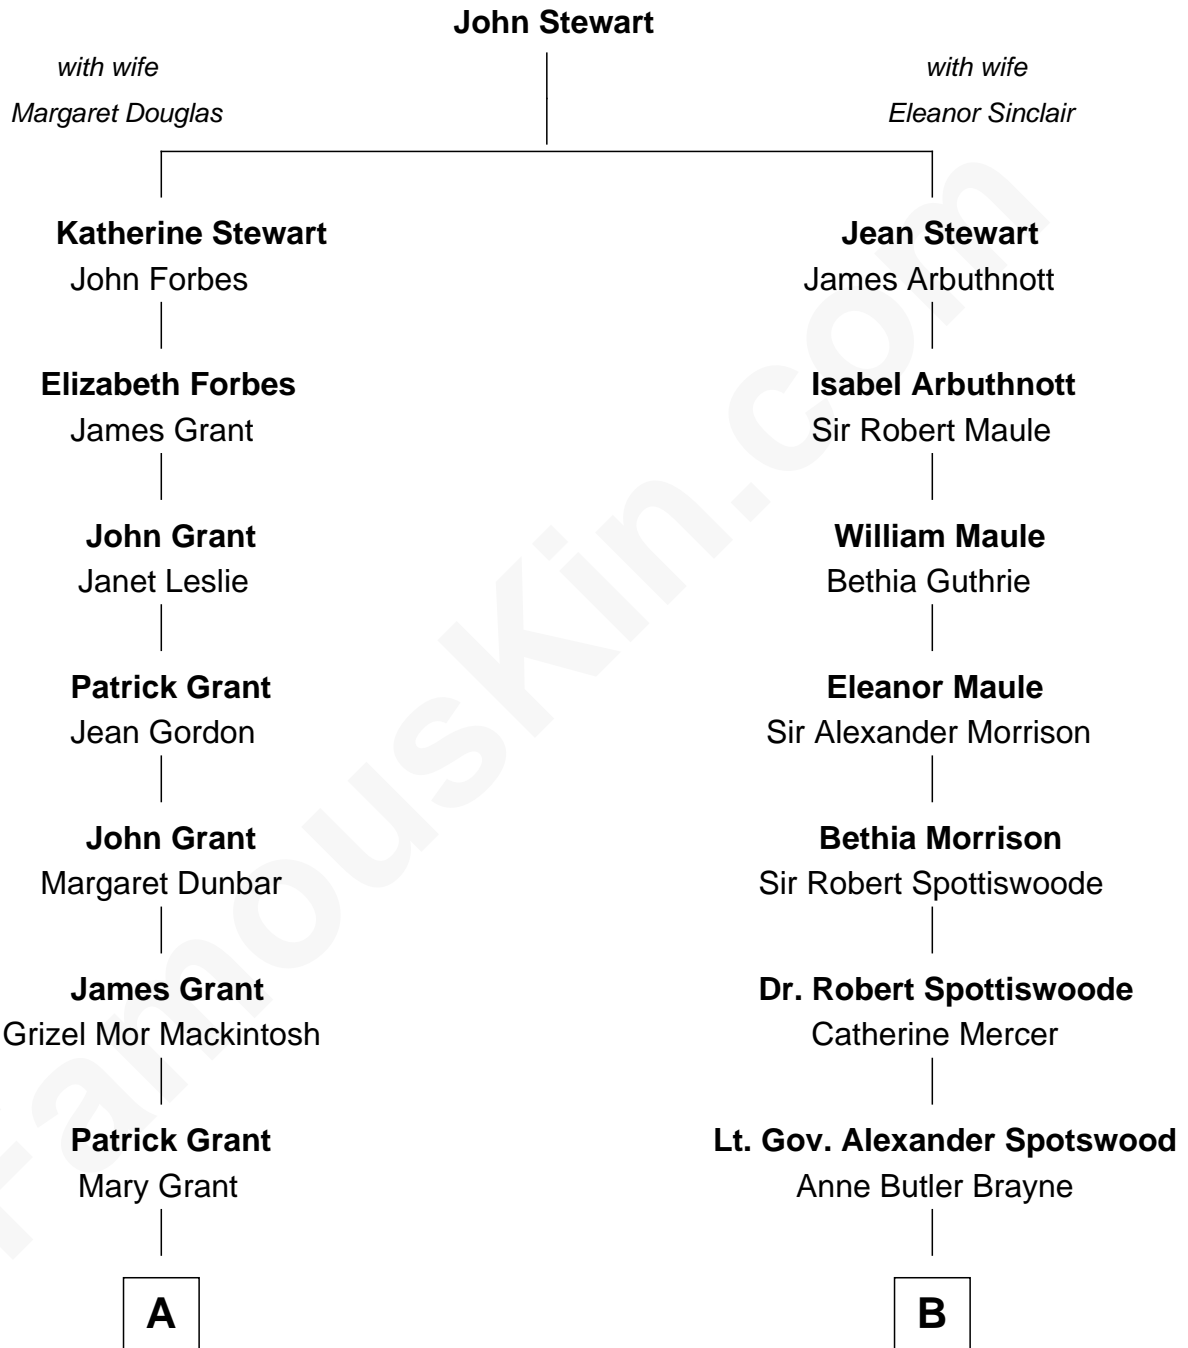 John Stewart
with wife
Margaret Douglas
with wife
Eleanor Sinclair
Katherine Stewart
John Forbes
Jean Stewart
James Arbuthnott
Elizabeth Forbes
James Grant
Isabel Arbuthnott
Sir Robert Maule
John Grant
Janet Leslie
William Maule
Bethia Guthrie
Patrick Grant
Jean Gordon
Eleanor Maule
Sir Alexander Morrison
John Grant
Margaret Dunbar
Bethia Morrison
Sir Robert Spottiswoode
James Grant
Grizel Mor Mackintosh
Dr. Robert Spottiswoode
Catherine Mercer
Patrick Grant
Mary Grant
Lt. Gov. Alexander Spotswood
Anne Butler Brayne
A
B
FamousKin.com